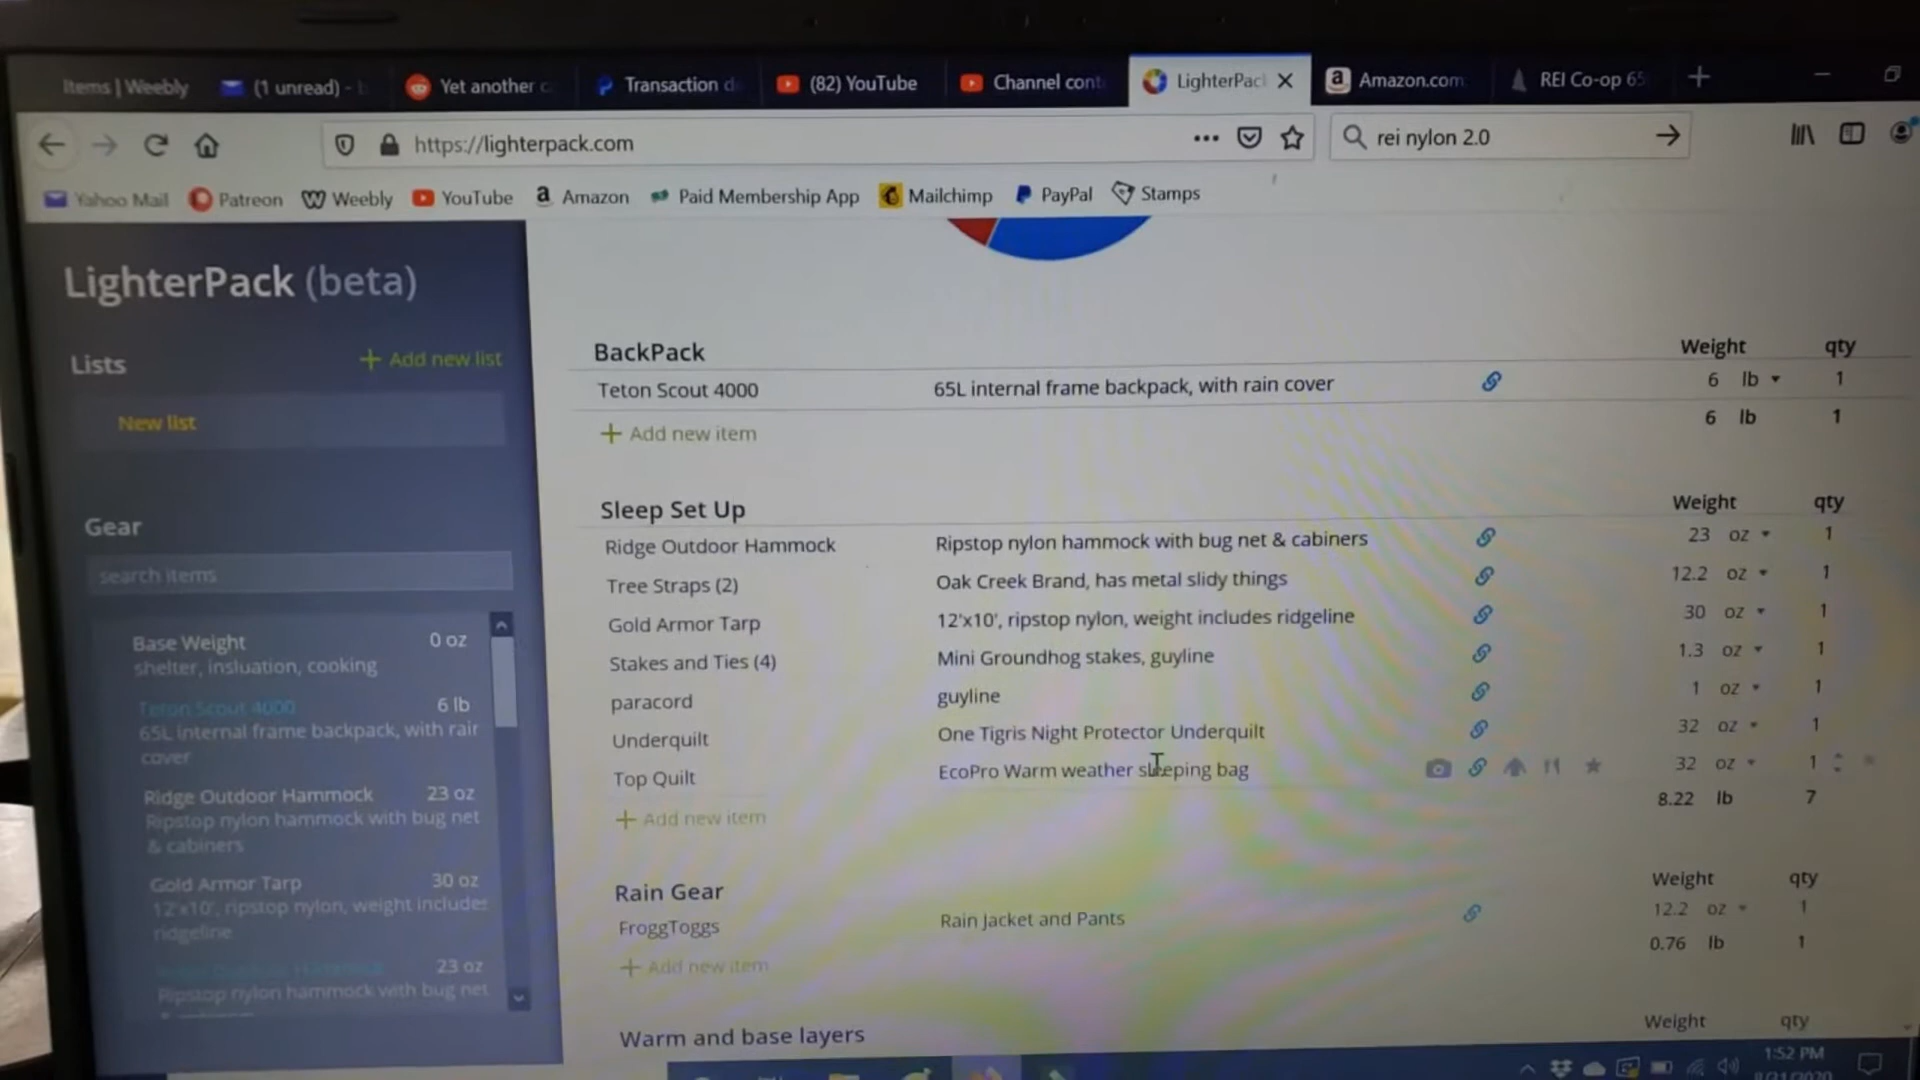 Items | Weebly
(1 unread) - b
Yet another c
Transaction d
(82) YouTube
Channel cont
LighterPac
Amazon.com
REI Co-op 65
https://lighterpack.com
rei nylon 2.0
Yahoo Mail
Patreon
Weebly
YouTube
Amazon
Paid Membership App
Mailchimp
PayPal
Stamps
LighterPack (beta)
Lists
Add new list
New list
Gear
search items
Base Weight 0 oz
shelter, insluation, cooking
Teton Scout 4000 6 lb
65L internal frame backpack, with rain
cover
Ridge Outdoor Hammock 23 oz
Ripstop nylon hammock with bug net
& cabiners
Gold Armor Tarp 30 oz
12'x10', ripstop nylon, weight includes
ridgeline
23 oz
Ripstop nylon hammock with bug net
BackPack Weight qty
Teton Scout 4000 65L internal frame backpack, with rain cover 6 lb 1
6 lb 1
Add new item
Sleep Set Up Weight qty
Ridge Outdoor Hammock Ripstop nylon hammock with bug net & cabiners 23 oz 1
Tree Straps (2) Oak Creek Brand, has metal slidy things 12.2 oz 1
Gold Armor Tarp 12'x10', ripstop nylon, weight includes ridgeline 30 oz 1
Stakes and Ties (4) Mini Groundhog stakes, guyline 1.3 oz 1
paracord guyline 1 oz 1
Underquilt One Tigris Night Protector Underquilt 32 oz 1
Top Quilt EcoPro Warm weather sleeping bag 32 oz 1
8.22 lb 7
Add new item
Rain Gear Weight qty
FroggToggs Rain Jacket and Pants 12.2 oz 1
0.76 lb 1
Add new item
Warm and base layers Weight qty
1:52 PM
8/21/2020